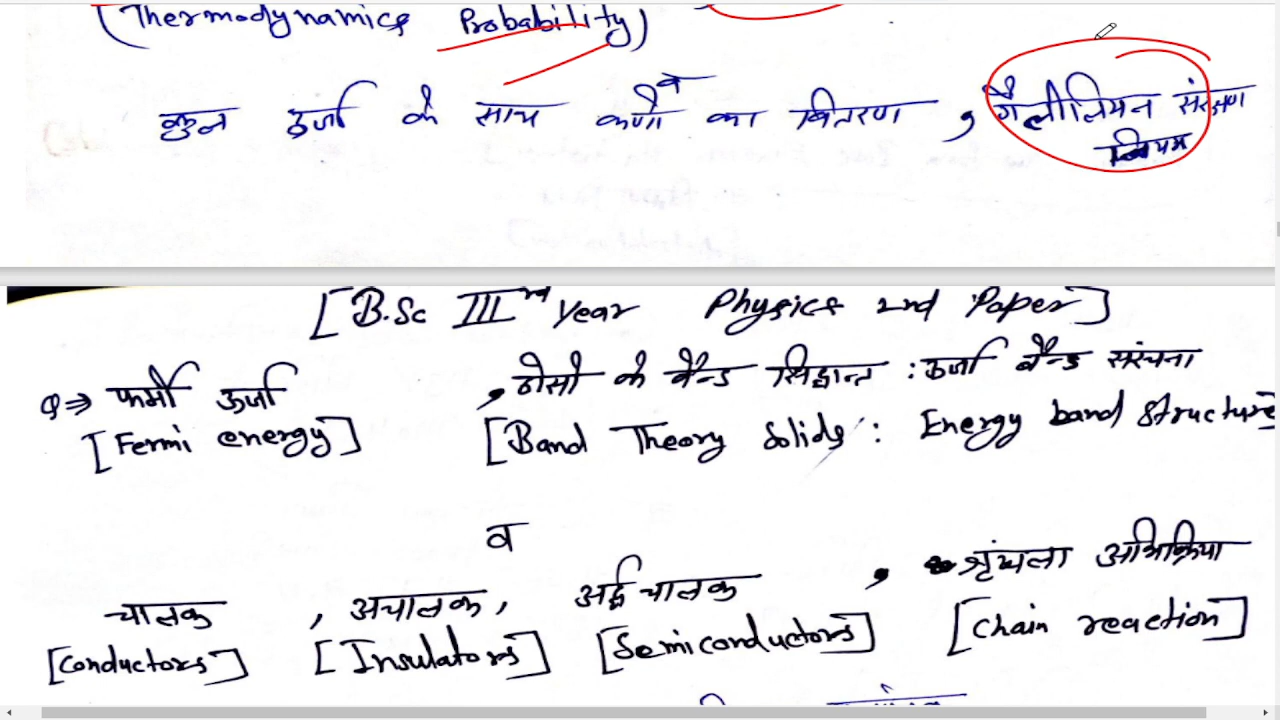 (Thermodynamics Probability)
कुल ऊर्जा के साथ कणों का वितरण , गैलीलियन संरक्षण
व
नियम
[B.Sc III rd Year Physics 2nd Paper]
Q⇒ फर्मी ऊर्जा , ठोसो के बैन्ड सिद्धान्त : ऊर्जा बैन्ड संरचना
[Fermi energy] [Band Theory Solids : Energy band structure
व
चालक , अचालक , अर्द्धचालक , श्रृंखला अभिक्रिया
[Conductors] [Insulators] [Semiconductors] [Chain reaction]